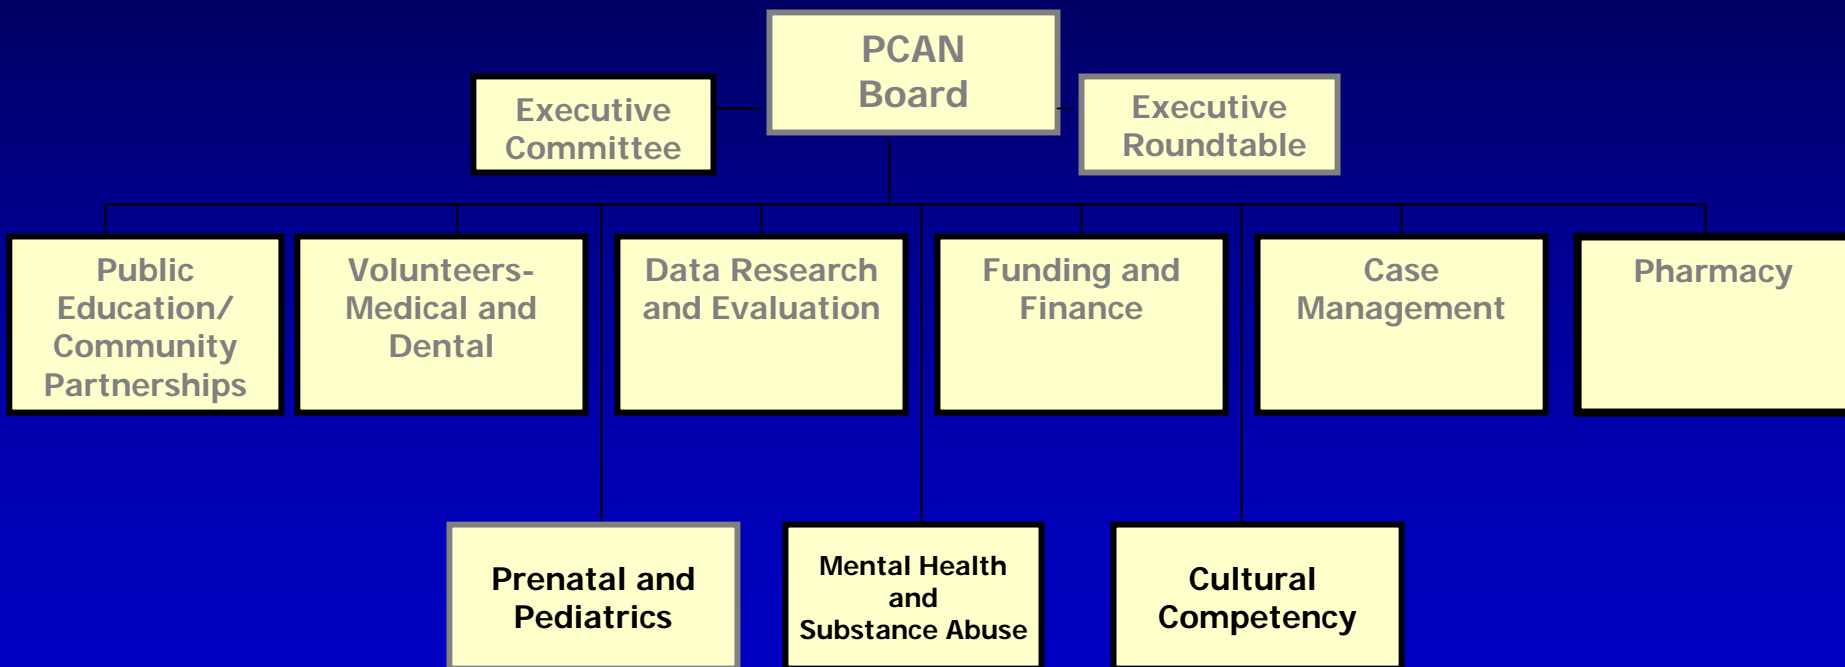 PCAN
Board
Executive
Committee
Executive
Roundtable
Public
Education/
Community
Partnerships
Volunteers-
Medical and
Dental
Data Research
and Evaluation
Funding and
Finance
Case
Management
Pharmacy
Prenatal and
Pediatrics
Mental Health
and
Substance Abuse
Cultural
Competency